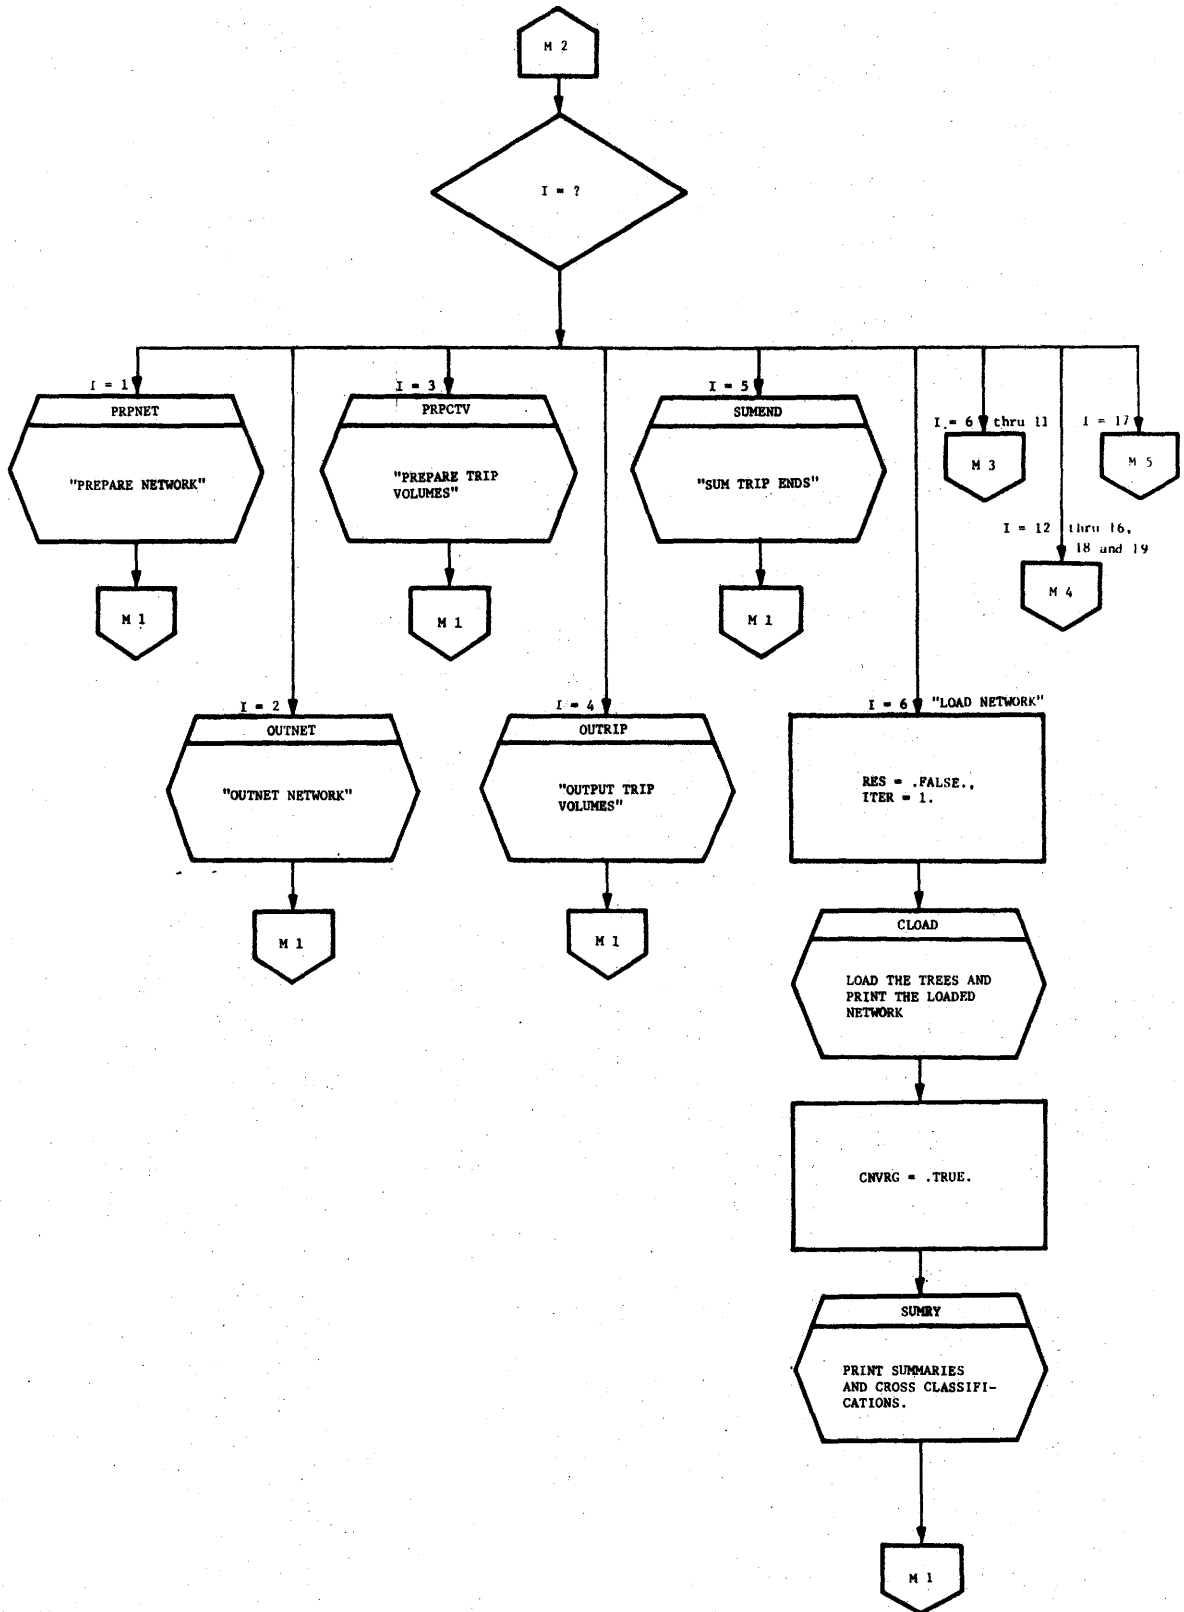 M 2
I = ?
I = 1
PRPNET
"PREPARE NETWORK"
M 1
I = 3
PRPCTV
"PREPARE TRIP
VOLUMES"
M 1
I = 5
SUMEND
"SUM TRIP ENDS"
M 1
I = 6 thru 11
M 3
I = 17
M 5
I = 12 thru 16,
18 and 19
M 4
I = 2
OUTNET
"OUTNET NETWORK"
M 1
I = 4
OUTRIP
"OUTPUT TRIP
VOLUMES"
M 1
I = 6 "LOAD NETWORK"
RES = .FALSE.,
ITER = 1.
CLOAD
LOAD THE TREES AND
PRINT THE LOADED
NETWORK
CNVRG = .TRUE.
SUMRY
PRINT SUMMARIES
AND CROSS CLASSIFI-
CATIONS.
M 1